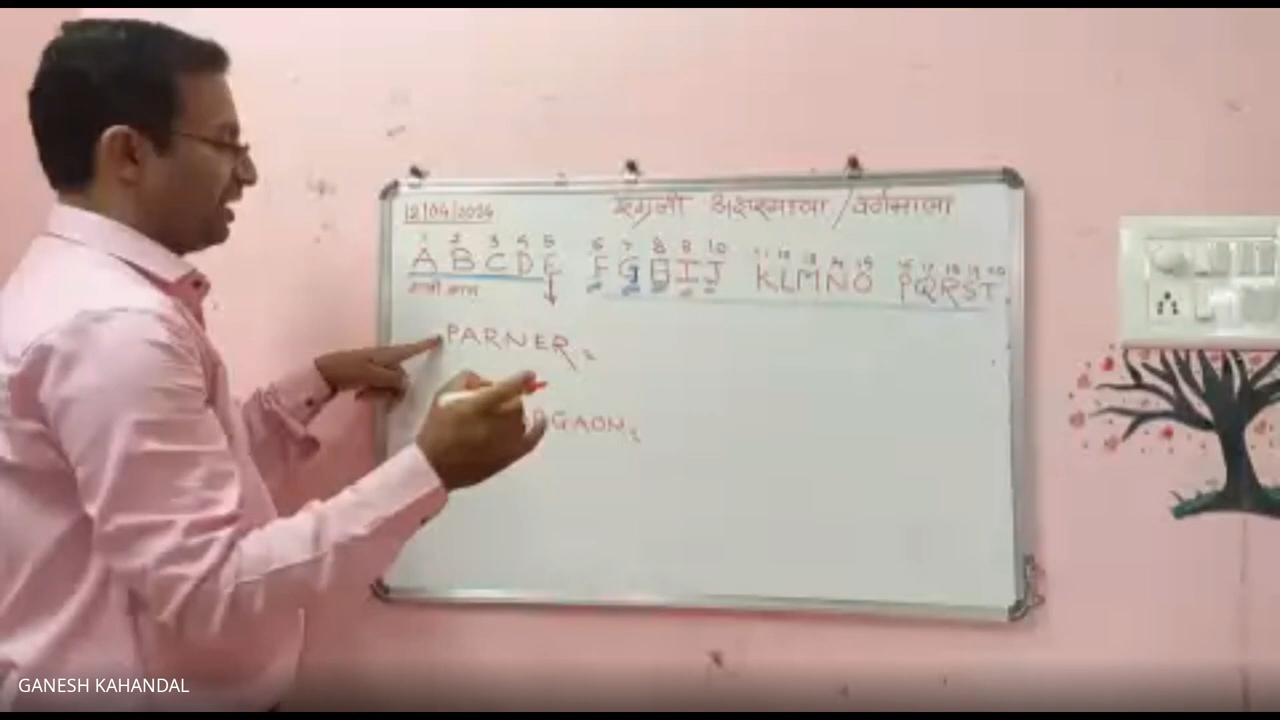 12/04/2024 इंग्रजी अक्षरमाला / वर्णमाला
1 2 3 4 5 6 7 8 9 10 11 12 13 14 15 16 17 18 19 20
A B C D E F G H I J K L M N O P Q R S T
PARNER
RGAON
GANESH KAHANDAL